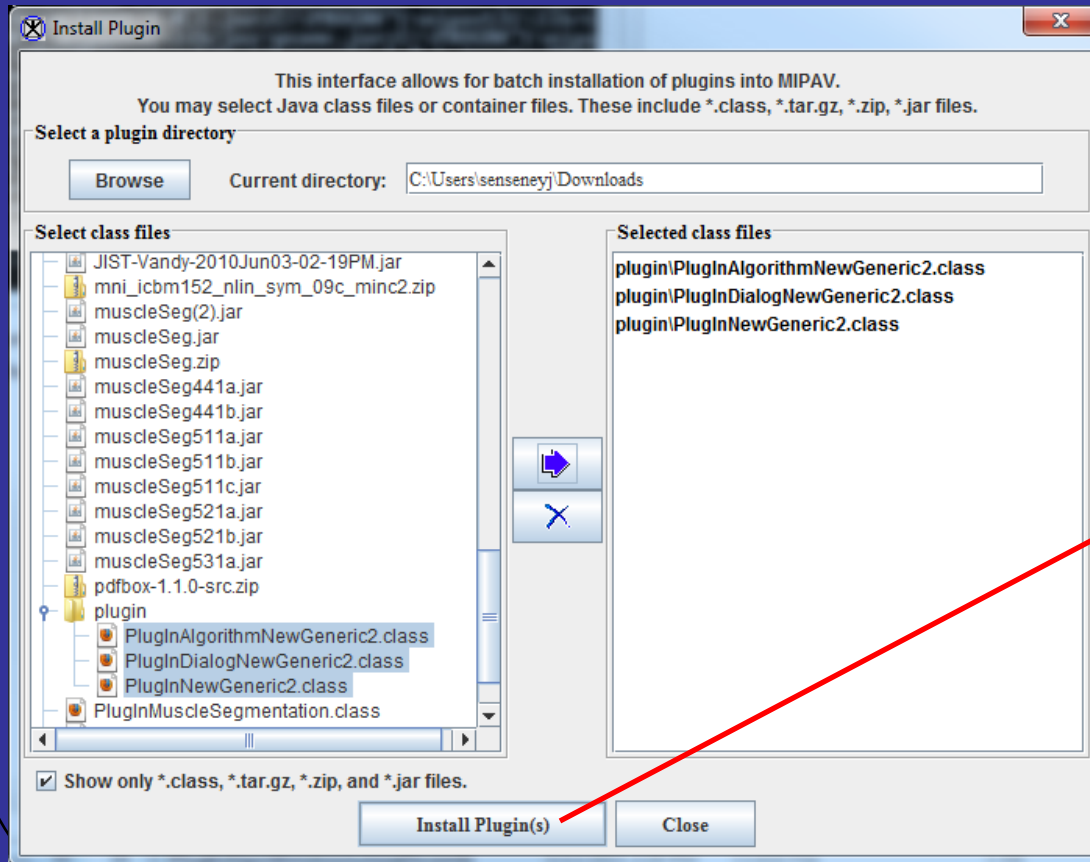 Install Plugin
This interface allows for batch installation of plugins into MIPAV.
You may select Java class files or container files. These include *.class, *.tar.gz, *.zip, *.jar files.
Select a plugin directory
Browse
Current directory:
C:\Users\senseneyj\Downloads
Select class files
JIST-Vandy-2010Jun03-02-19PM.jar
mni_icbm152_nlin_sym_09c_minc2.zip
muscleSeg(2).jar
muscleSeg.jar
muscleSeg.zip
muscleSeg441a.jar
muscleSeg441b.jar
muscleSeg511a.jar
muscleSeg511b.jar
muscleSeg511c.jar
muscleSeg521a.jar
muscleSeg521b.jar
muscleSeg531a.jar
pdfbox-1.1.0-src.zip
plugin
PlugInAlgorithmNewGeneric2.class
PlugInDialogNewGeneric2.class
PlugInNewGeneric2.class
PlugInMuscleSegmentation.class
Selected class files
plugin\PlugInAlgorithmNewGeneric2.class
plugin\PlugInDialogNewGeneric2.class
plugin\PlugInNewGeneric2.class
Show only *.class, *.tar.gz, *.zip, and *.jar files.
Install Plugin(s)
Close